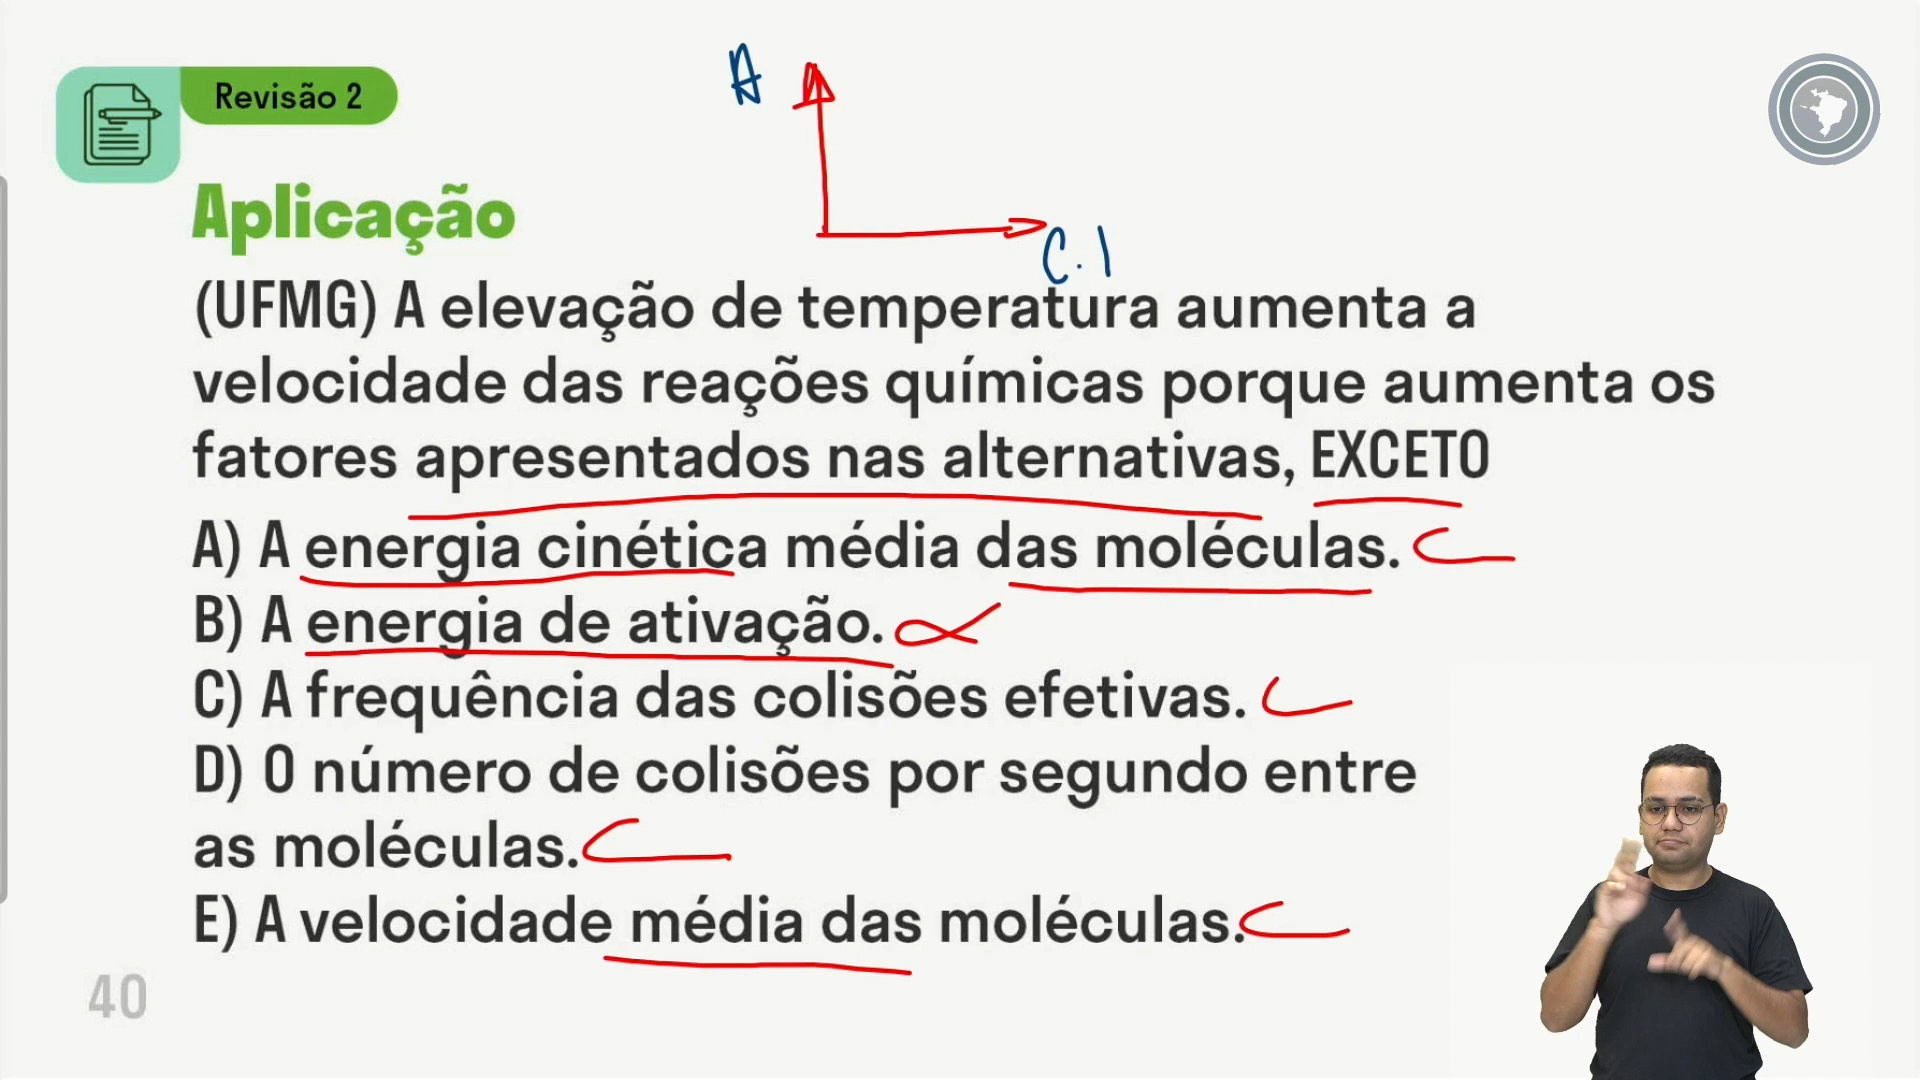 Revisão 2
A
C.I
Aplicação
(UFMG) A elevação de temperatura aumenta a
velocidade das reações químicas porque aumenta os
fatores apresentados nas alternativas, EXCETO
A) A energia cinética média das moléculas. C
B) A energia de ativação.
C) A frequência das colisões efetivas. C
D) O número de colisões por segundo entre
as moléculas. C
E) A velocidade média das moléculas. C
40